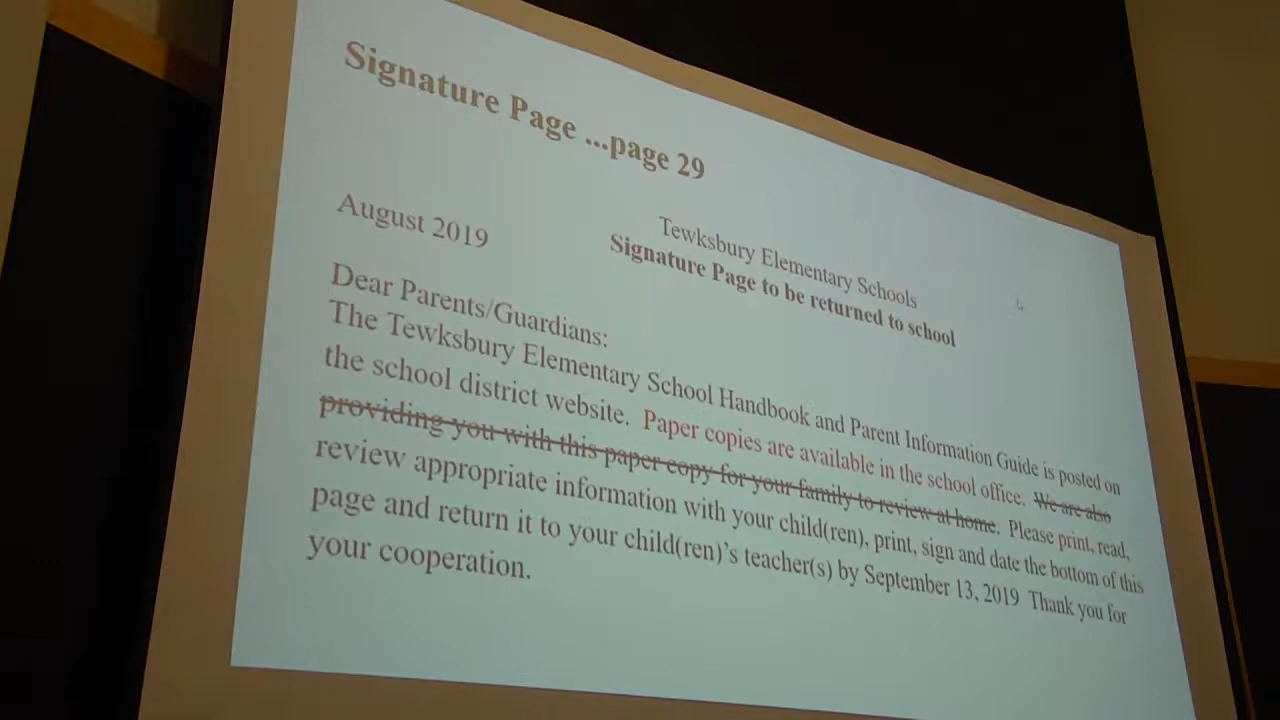 Signature Page ...page 29
August 2019
Tewksbury Elementary Schools
Signature Page to be returned to school
Dear Parents/Guardians:
The Tewksbury Elementary School Handbook and Parent Information Guide is posted on
the school district website. Paper copies are available in the school office. We are also
providing you with this paper copy for your family to review at home. Please print, read,
review appropriate information with your child(ren), print, sign and date the bottom of this
page and return it to your child(ren)'s teacher(s) by September 13, 2019 Thank you for
your cooperation.